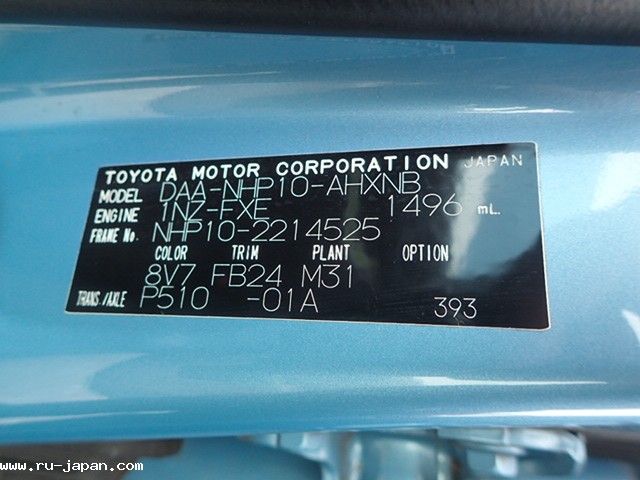 TOYOTA MOTOR CORPORATION JAPAN
MODEL DAA-NHP10-AHXNB
ENGINE 1NZ-FXE 1496 mL.
FRAME No. NHP10-2214525
COLOR TRIM PLANT OPTION
8V7 FB24 M31
TRANS./AXLE P510 -01A 393
www.ru-japan.com